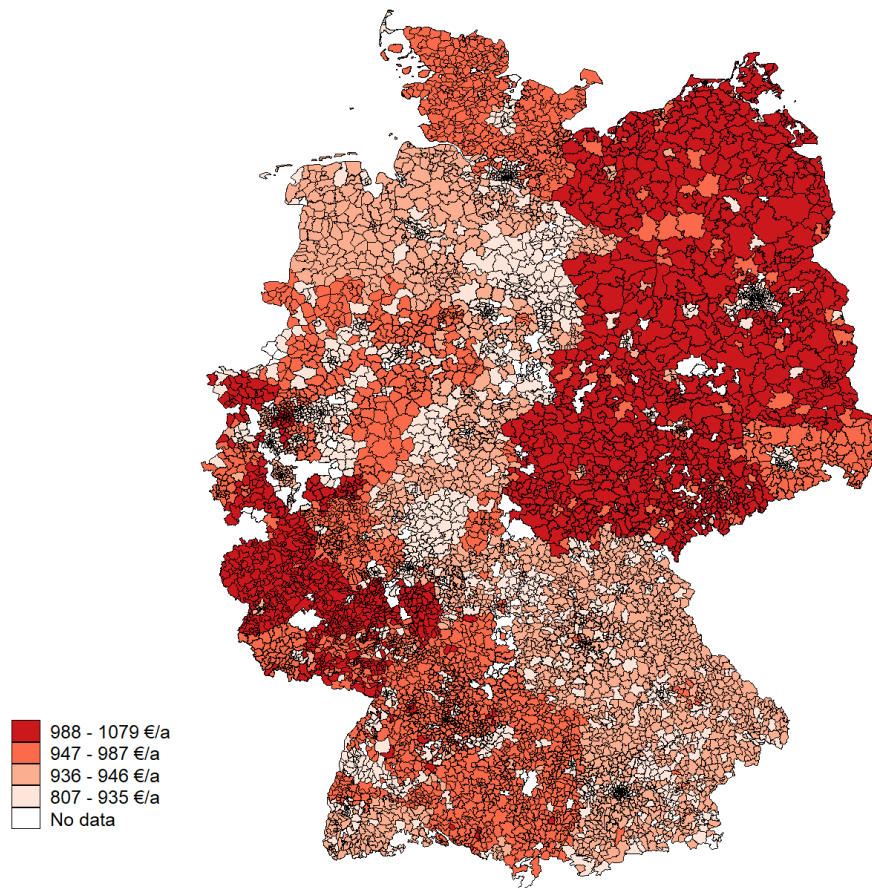 988 - 1079 €/a
947 - 987 €/a
936 - 946 €/a
807 - 935 €/a
No data